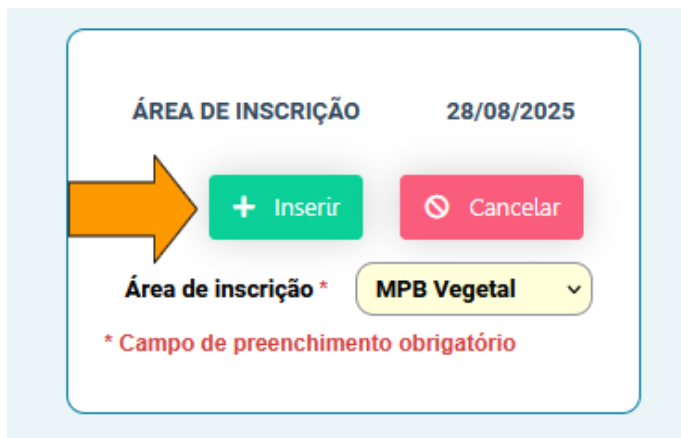 ÁREA DE INSCRIÇÃO 28/08/2025
+ Inserir Cancelar
Área de inscrição * MPB Vegetal
* Campo de preenchimento obrigatório